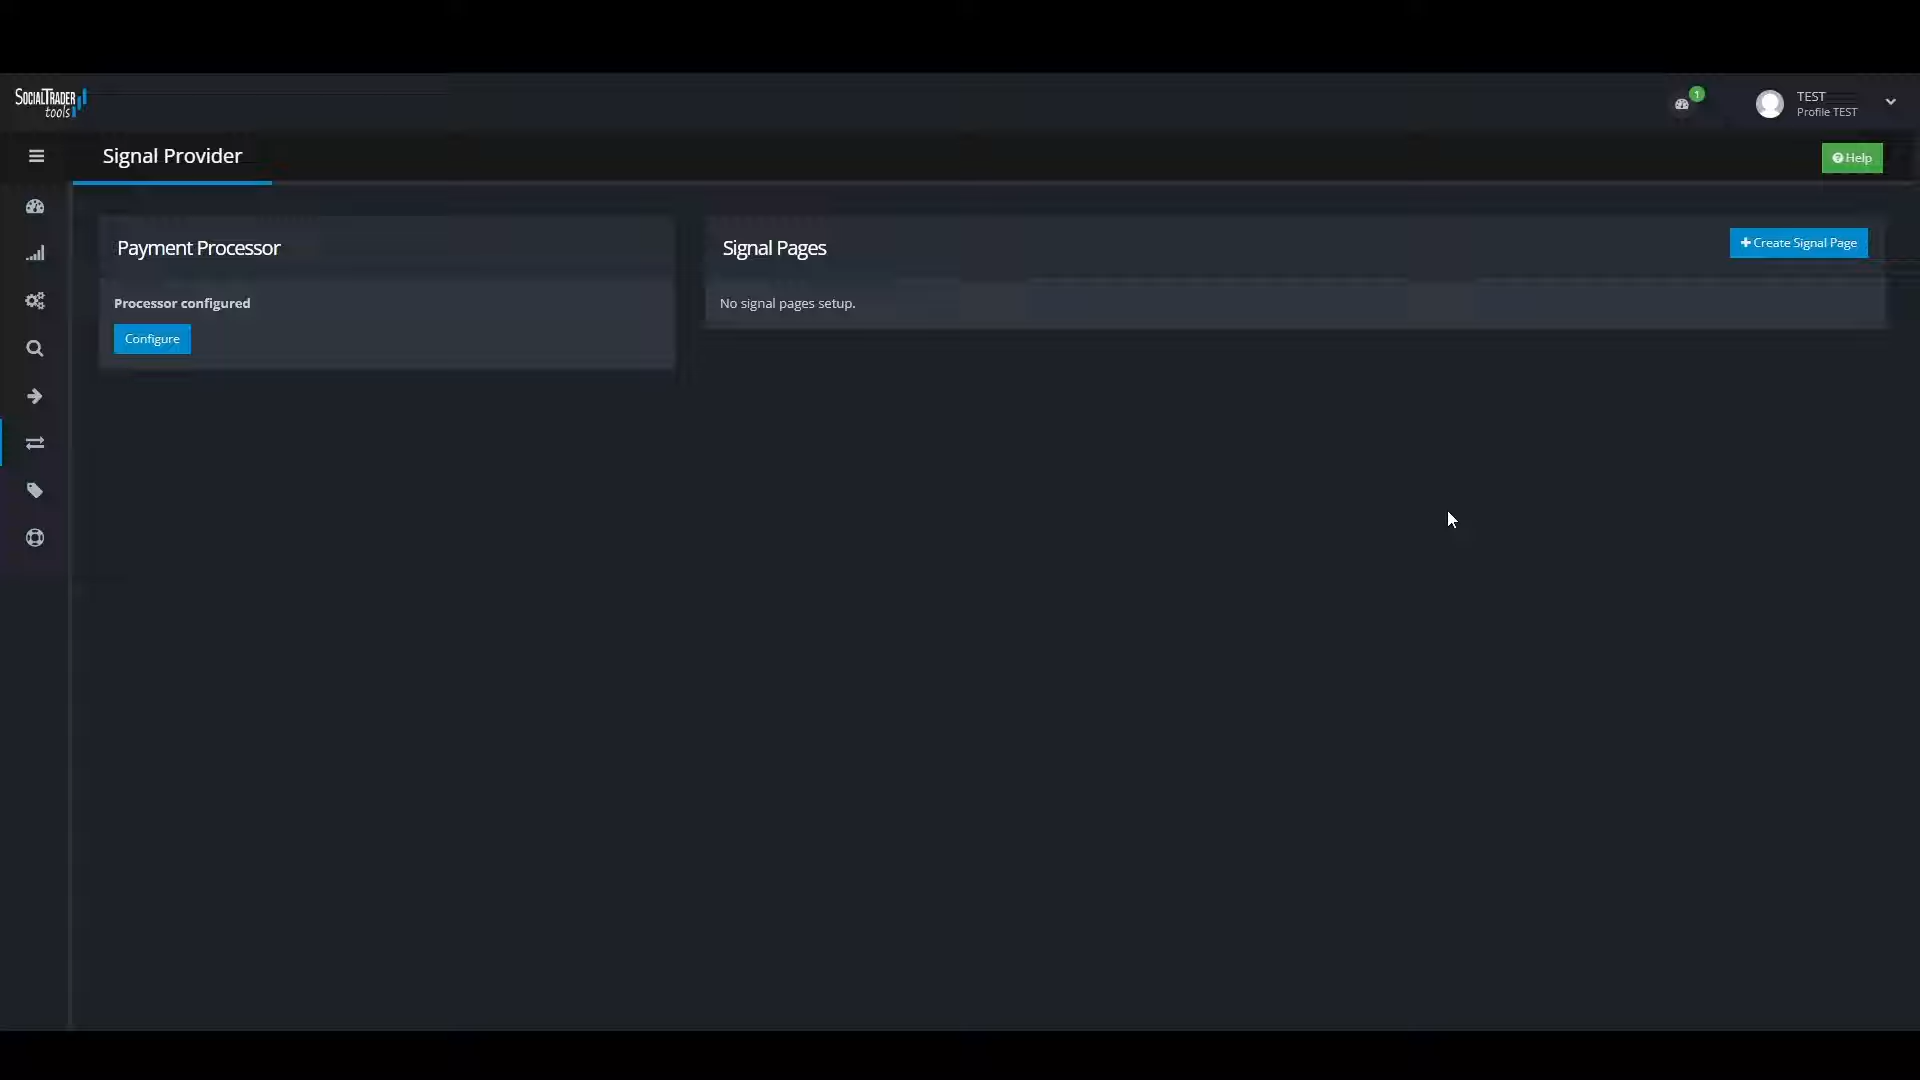 SOCIALTRADER
tools
1
TEST
Profile TEST
Signal Provider
Help
Payment Processor
Signal Pages
Create Signal Page
Processor configured
No signal pages setup.
Configure